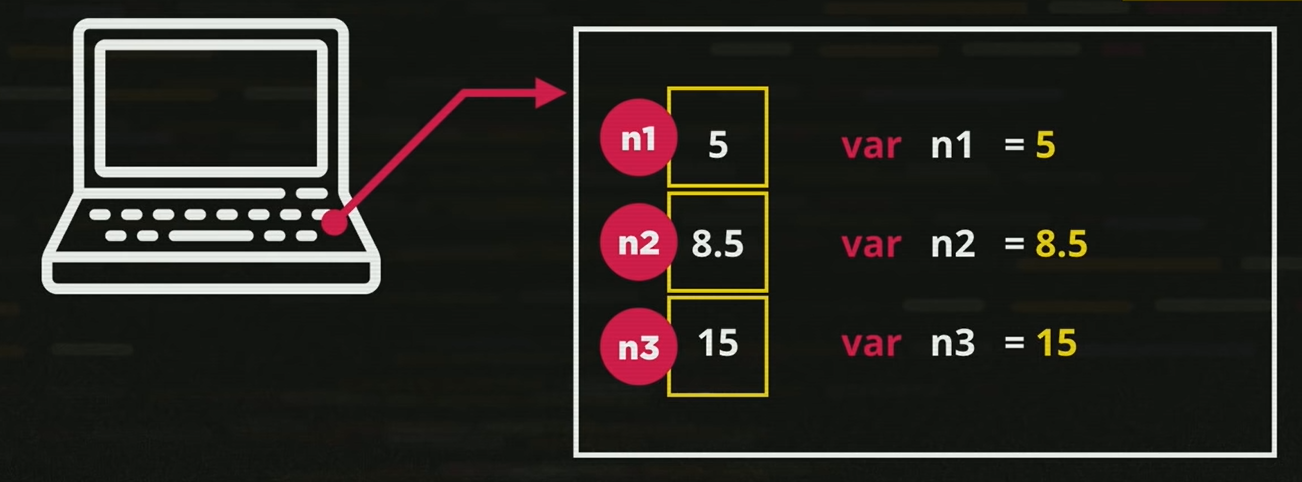 n1 5 var n1 = 5
n2 8.5 var n2 = 8.5
n3 15 var n3 = 15